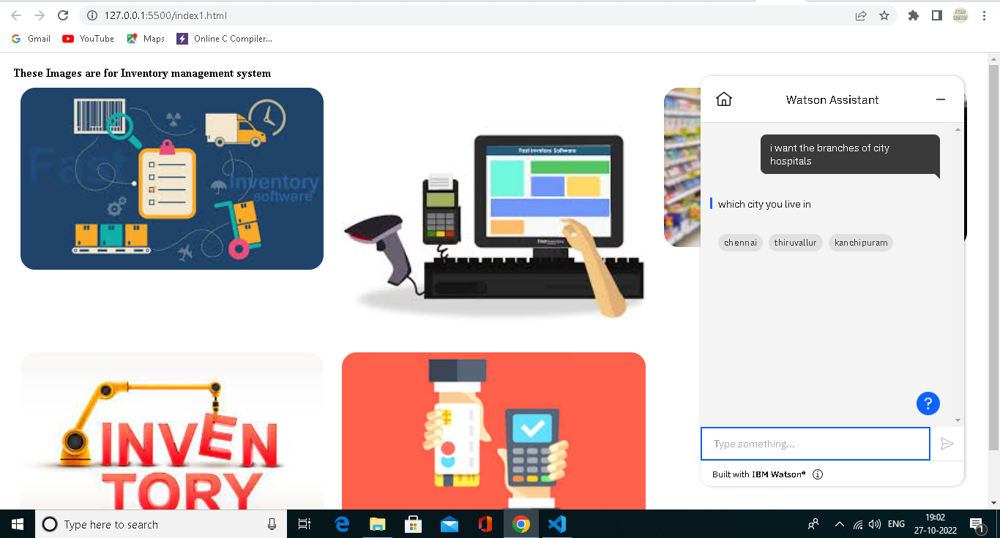 127.0.0.1:5500/index1.html
Gmail
YouTube
Maps
Online C Compiler...
These Images are for Inventory management system
Fast
Inventory
software
Fast Inventory Software
INVEN
TORY
Watson Assistant
i want the branches of city
hospitals
which city you live in
chennai
thiruvallur
kanchipuram
?
Type something...
Built with IBM Watson®
Type here to search
ENG
19:02
27-10-2022
1